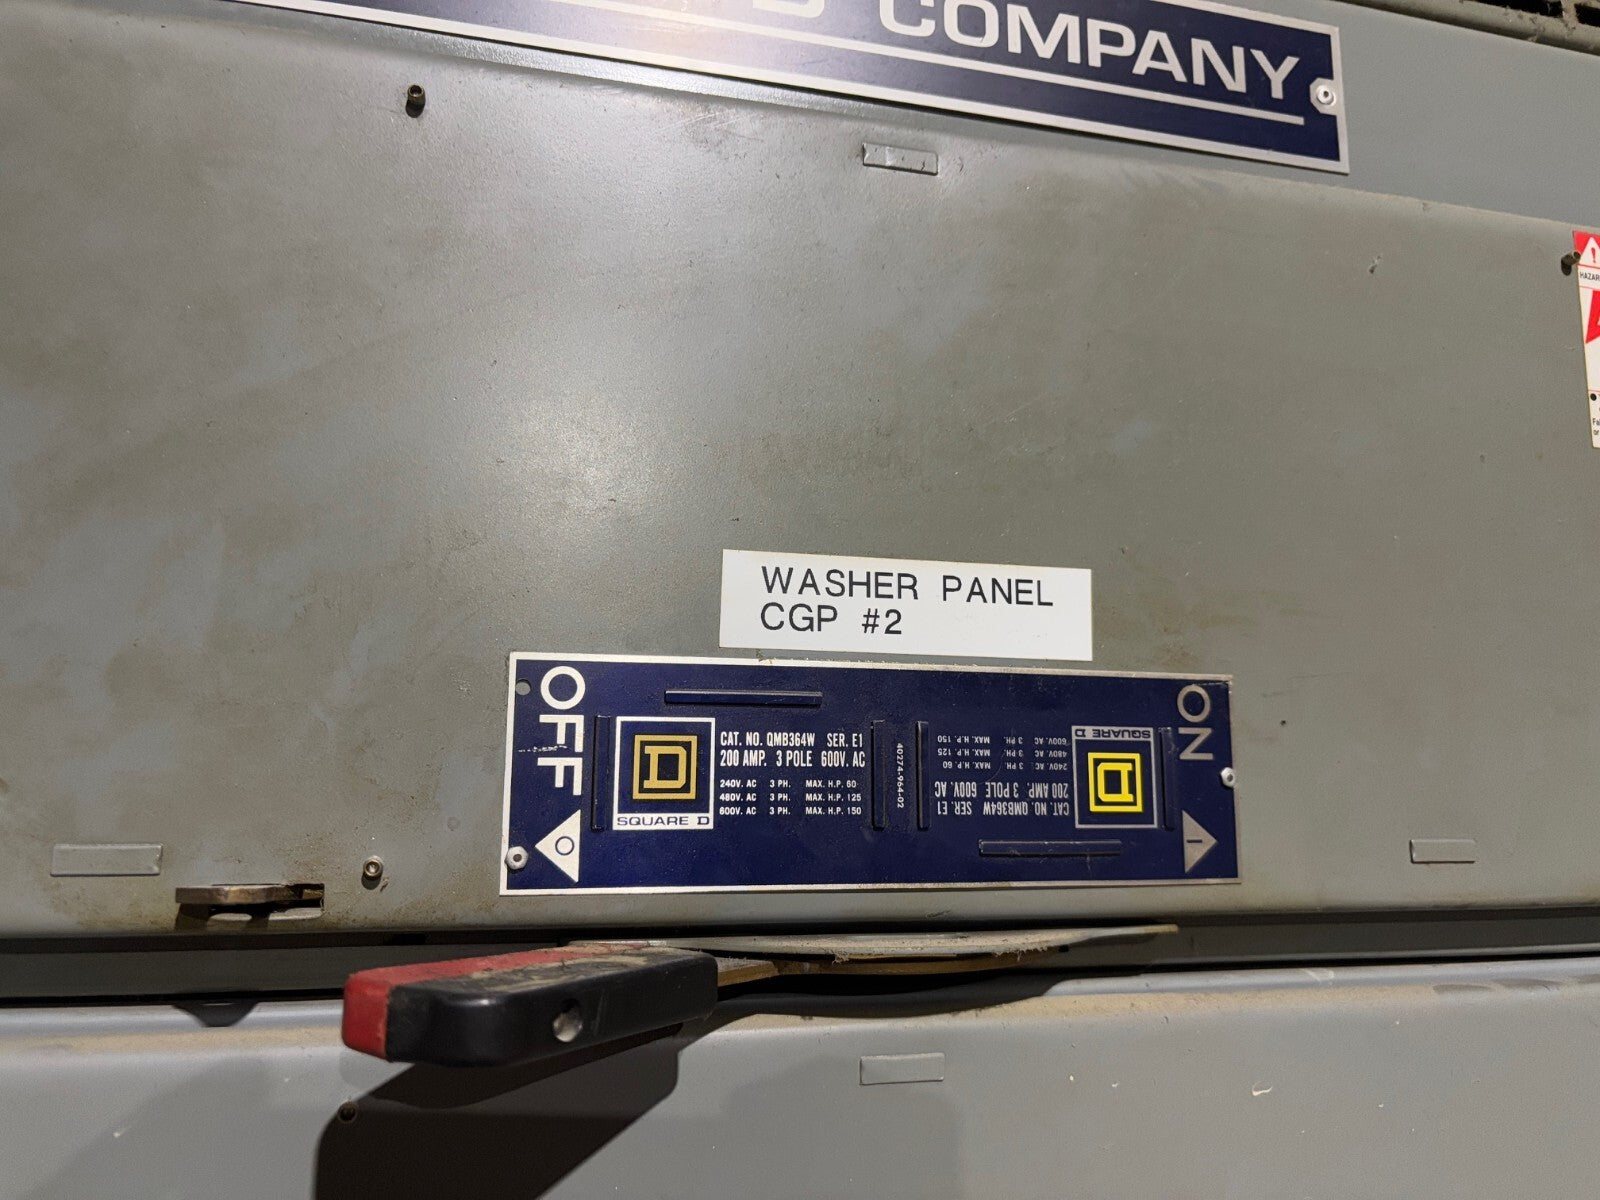 D COMPANY
HAZAR
WASHER PANEL
CGP #2
OFF
O
D
SQUARE D
CAT. NO. QMB364W SER. E1
200 AMP. 3 POLE 600V. AC
240V. AC 3 PH. MAX. H.P. 60
480V. AC 3 PH. MAX. H.P. 125
600V. AC 3 PH. MAX. H.P. 150
40274-964-02
CAT. NO. QMB364W SER. E1
200 AMP. 3 POLE 600V. AC
240V. AC 3 PH. MAX. H.P. 60
480V. AC 3 PH. MAX. H.P. 125
600V. AC 3 PH. MAX. H.P. 150
D
SQUARE D
ON
I